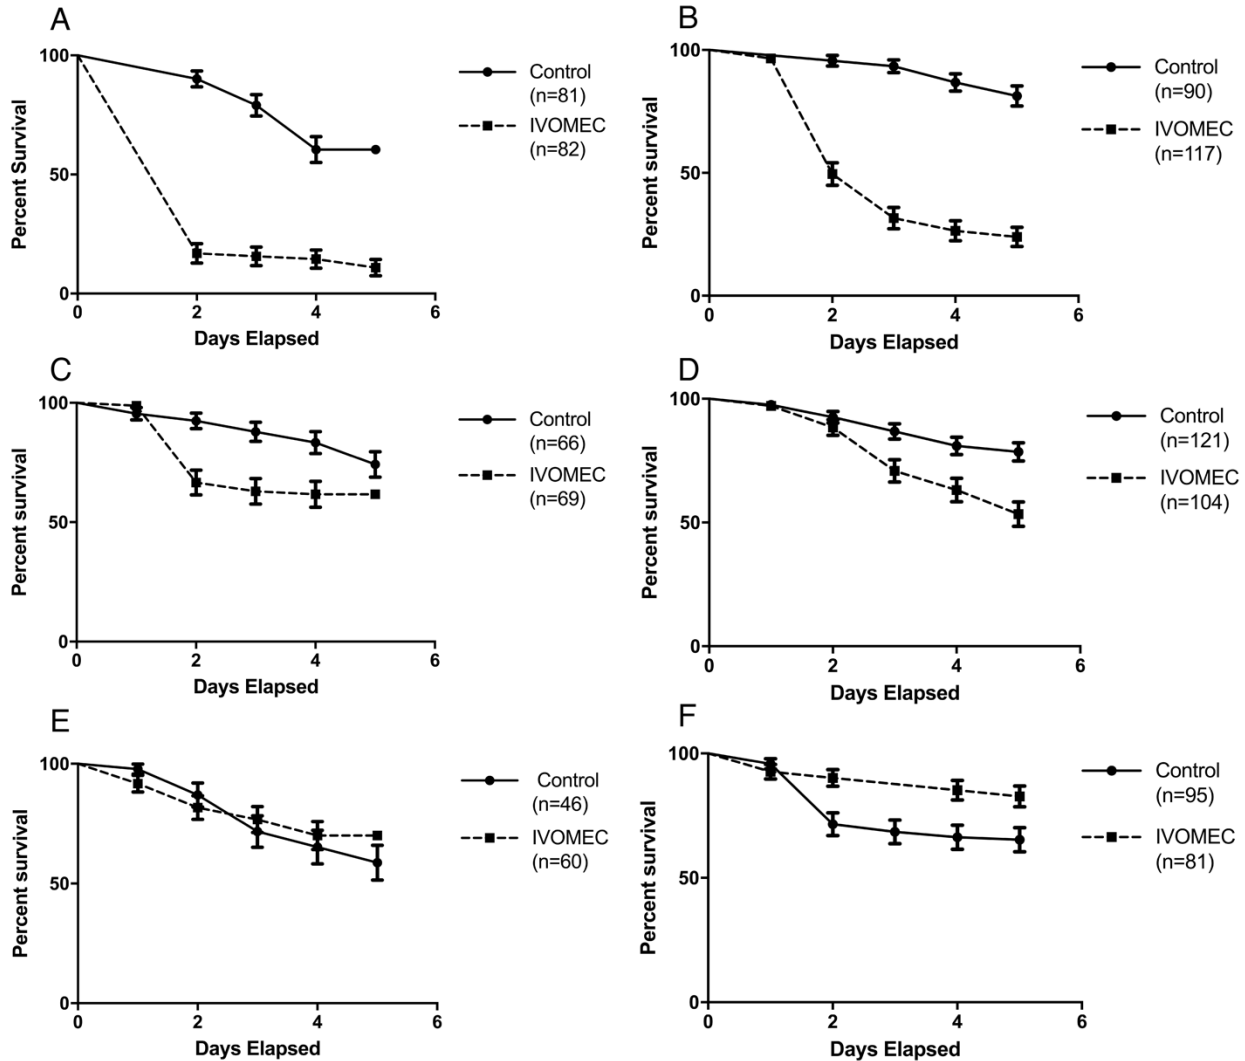 A
Percent Survival
100
50
0
0 2 4 6
Days Elapsed
Control
(n=81)
IVOMEC
(n=82)
B
Percent survival
100
50
0
0 2 4 6
Days Elapsed
Control
(n=90)
IVOMEC
(n=117)
C
Percent survival
100
50
0
0 2 4 6
Days Elapsed
Control
(n=66)
IVOMEC
(n=69)
D
Percent survival
100
50
0
0 2 4 6
Days Elapsed
Control
(n=121)
IVOMEC
(n=104)
E
Percent survival
100
50
0
0 2 4 6
Days Elapsed
Control
(n=46)
IVOMEC
(n=60)
F
Percent survival
100
50
0
0 2 4 6
Days Elapsed
Control
(n=95)
IVOMEC
(n=81)